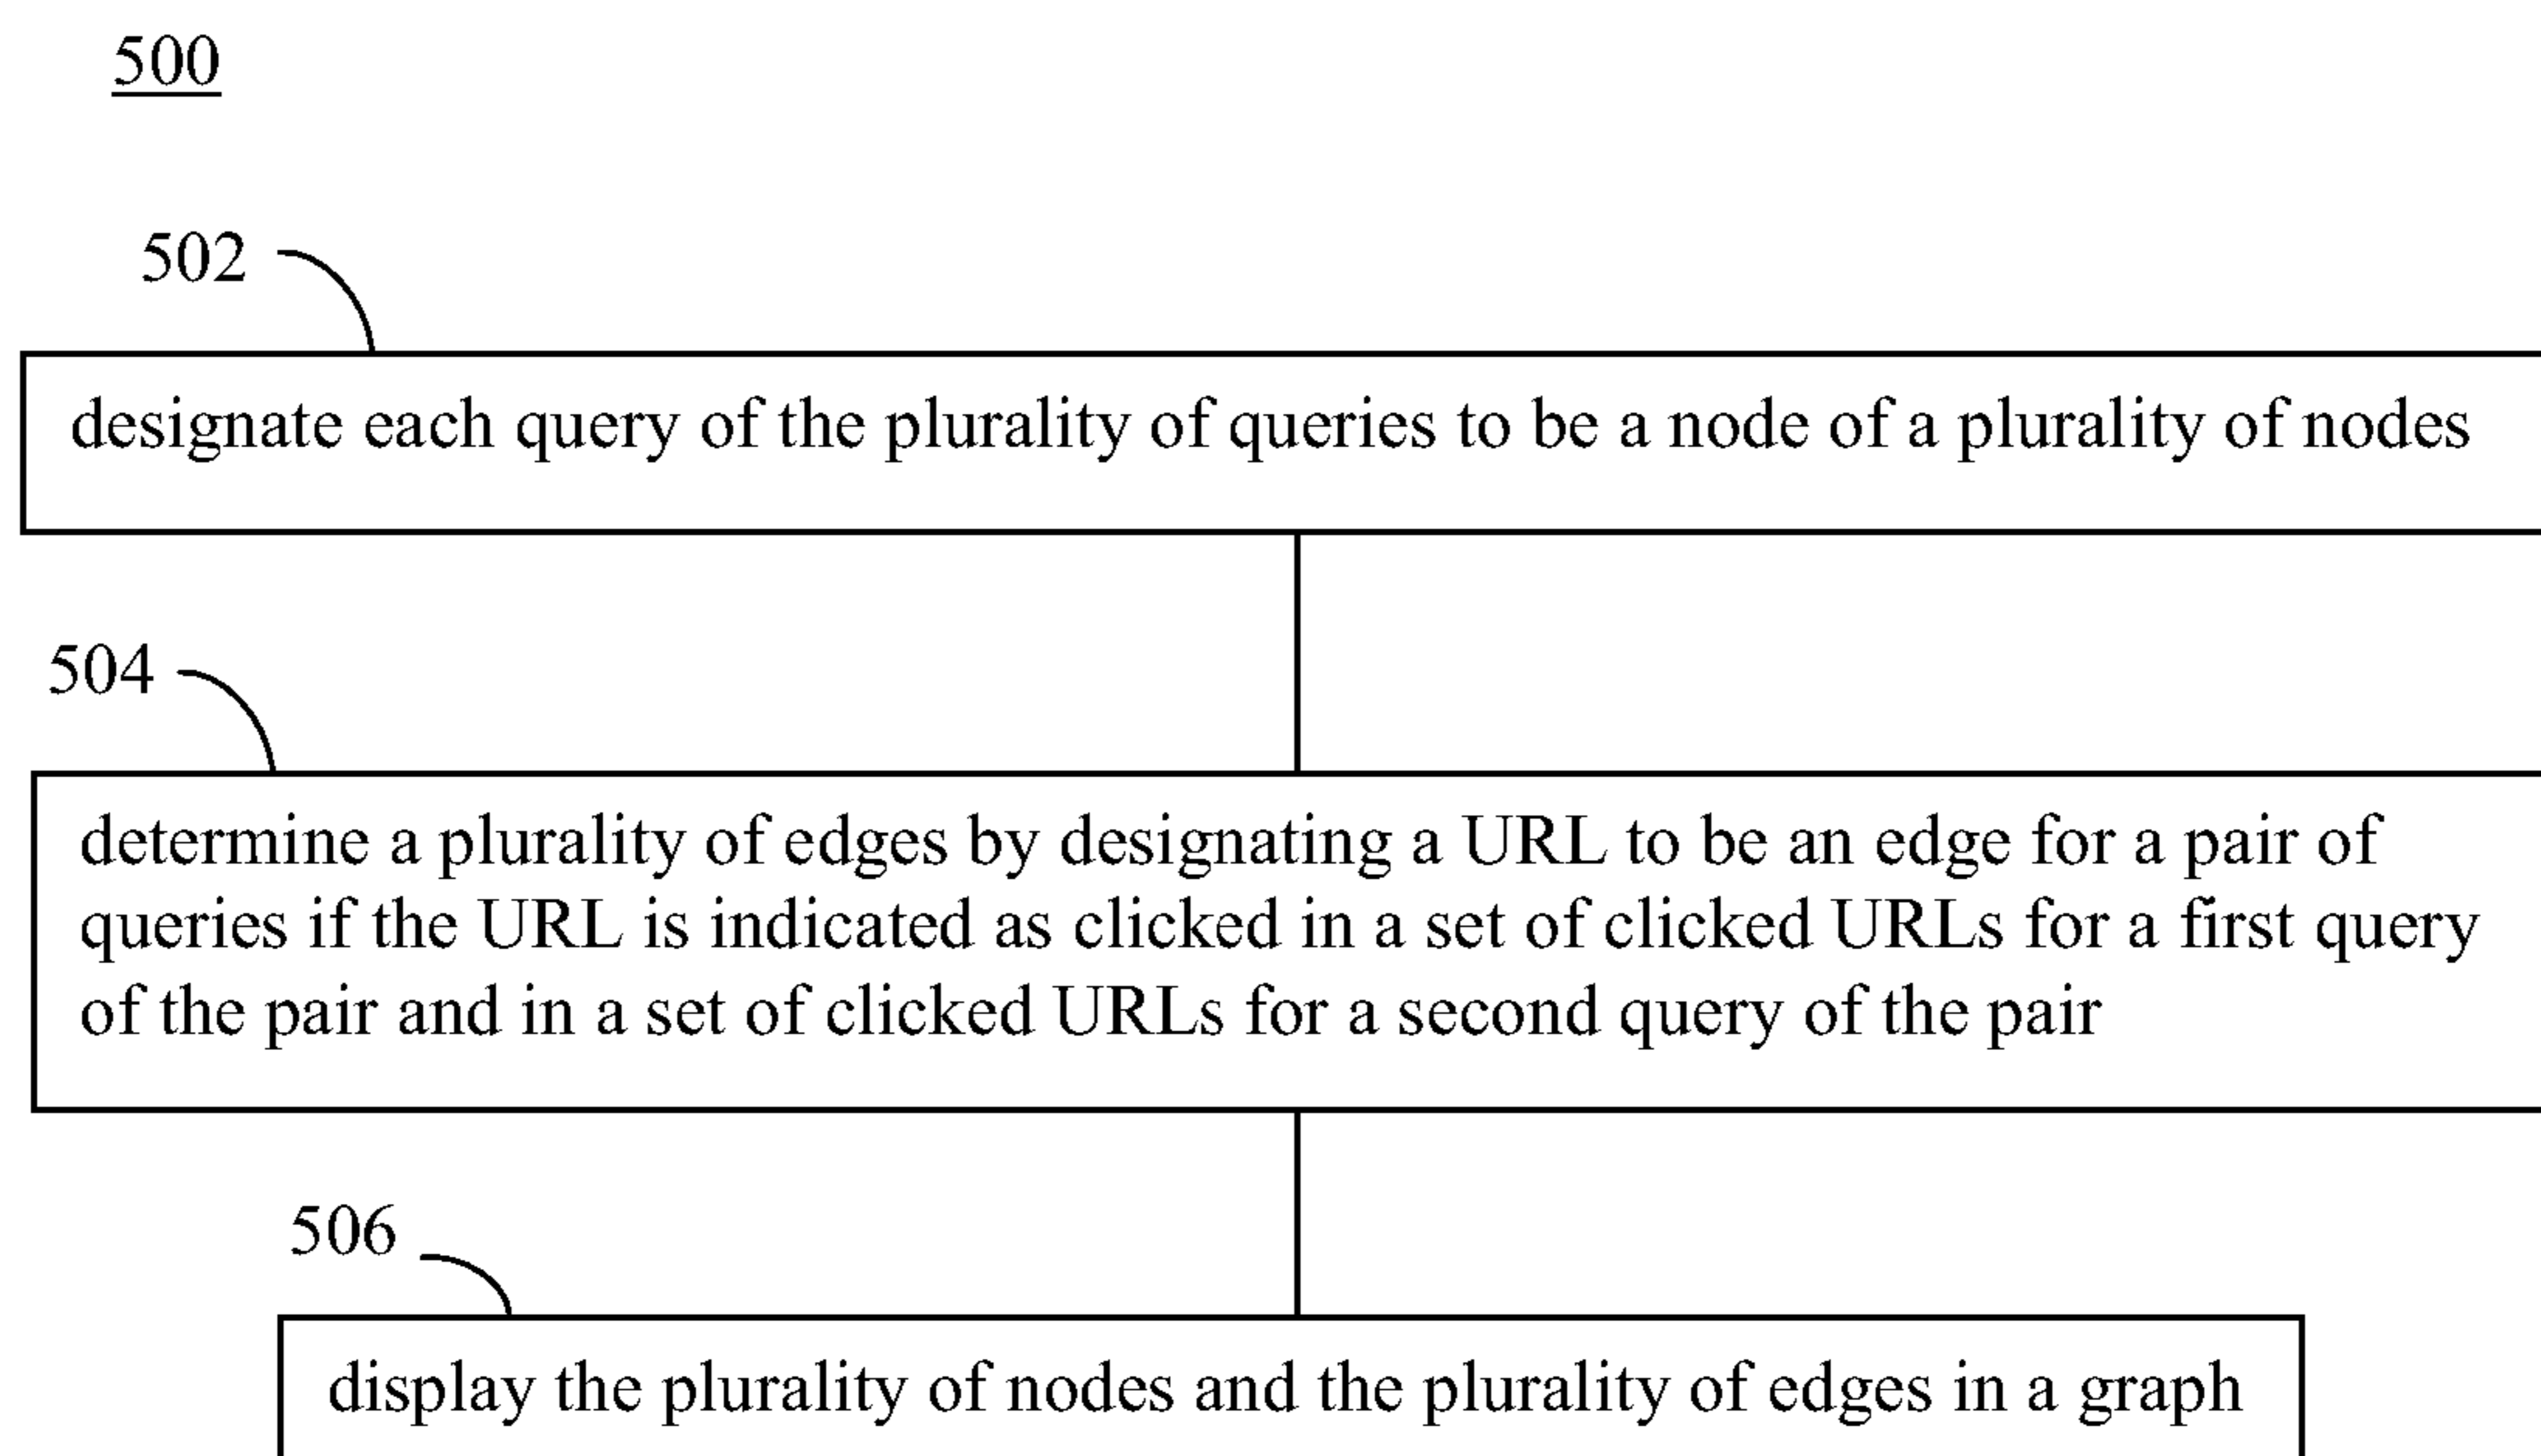 500
502
designate each query of the plurality of queries to be a node of a plurality of nodes
504
determine a plurality of edges by designating a URL to be an edge for a pair of
queries if the URL is indicated as clicked in a set of clicked URLs for a first query
of the pair and in a set of clicked URLs for a second query of the pair
506
display the plurality of nodes and the plurality of edges in a graph